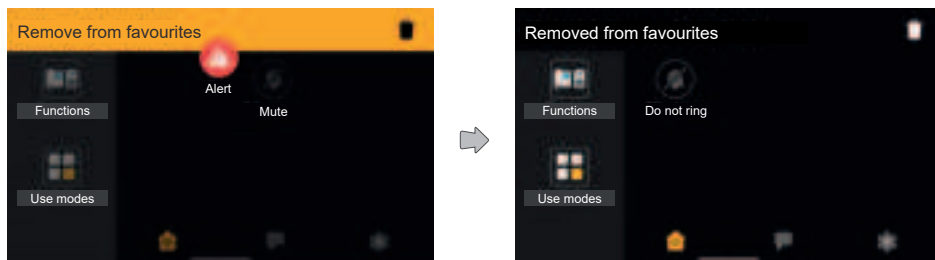 Remove from favourites
Alert
Functions
Mute
Use modes
Removed from favourites
Functions
Do not ring
Use modes